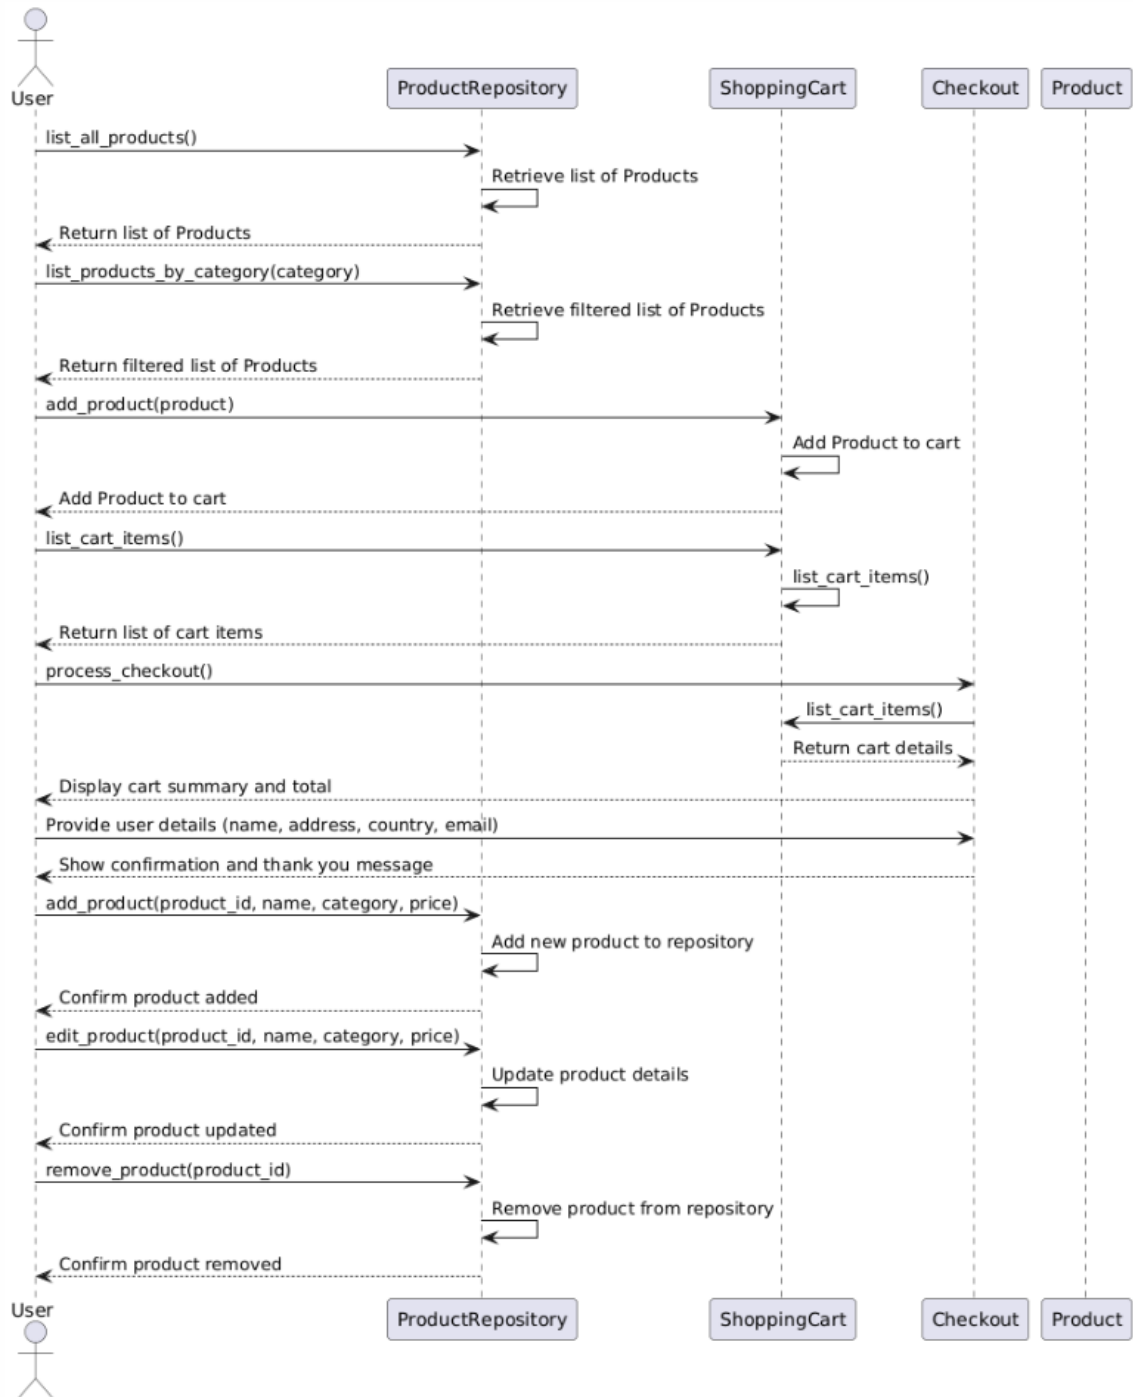 User
ProductRepository
ShoppingCart
Checkout
Product
list_all_products()
Retrieve list of Products
Return list of Products
list_products_by_category(category)
Retrieve filtered list of Products
Return filtered list of Products
add_product(product)
Add Product to cart
Add Product to cart
list_cart_items()
list_cart_items()
Return list of cart items
process_checkout()
list_cart_items()
Return cart details
Display cart summary and total
Provide user details (name, address, country, email)
Show confirmation and thank you message
add_product(product_id, name, category, price)
Add new product to repository
Confirm product added
edit_product(product_id, name, category, price)
Update product details
Confirm product updated
remove_product(product_id)
Remove product from repository
Confirm product removed
User
ProductRepository
ShoppingCart
Checkout
Product